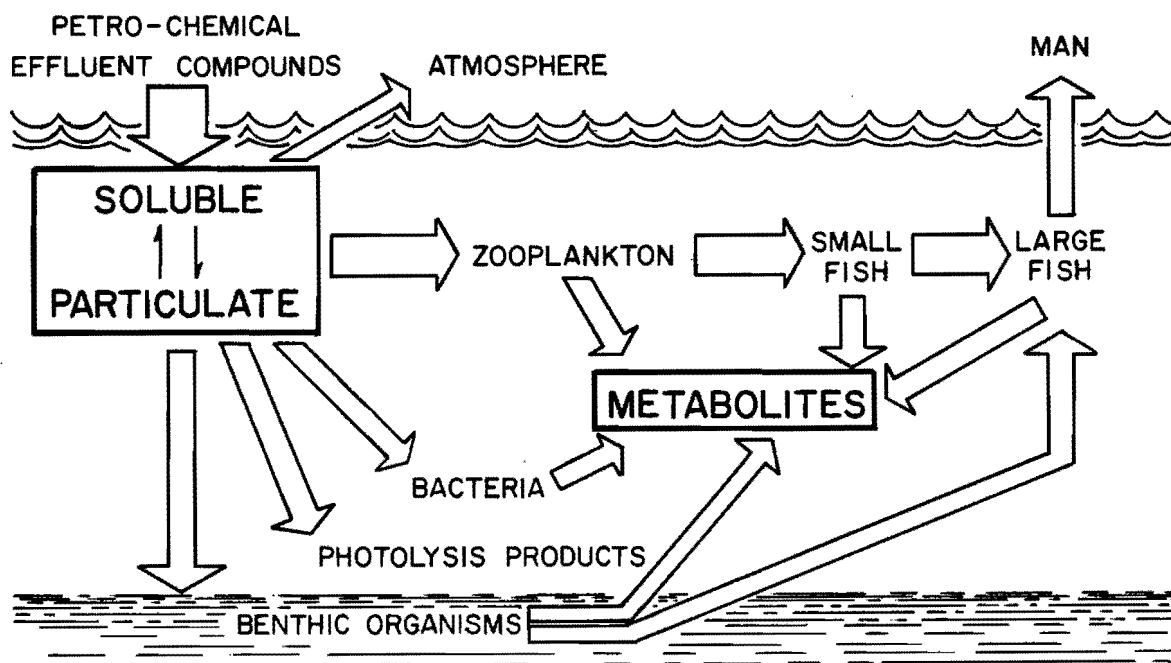 PETRO-CHEMICAL
EFFLUENT COMPOUNDS
ATMOSPHERE
MAN
SOLUBLE
PARTICULATE
ZOOPLANKTON
SMALL
FISH
LARGE
FISH
METABOLITES
BACTERIA
PHOTOLYSIS PRODUCTS
BENTHIC ORGANISMS